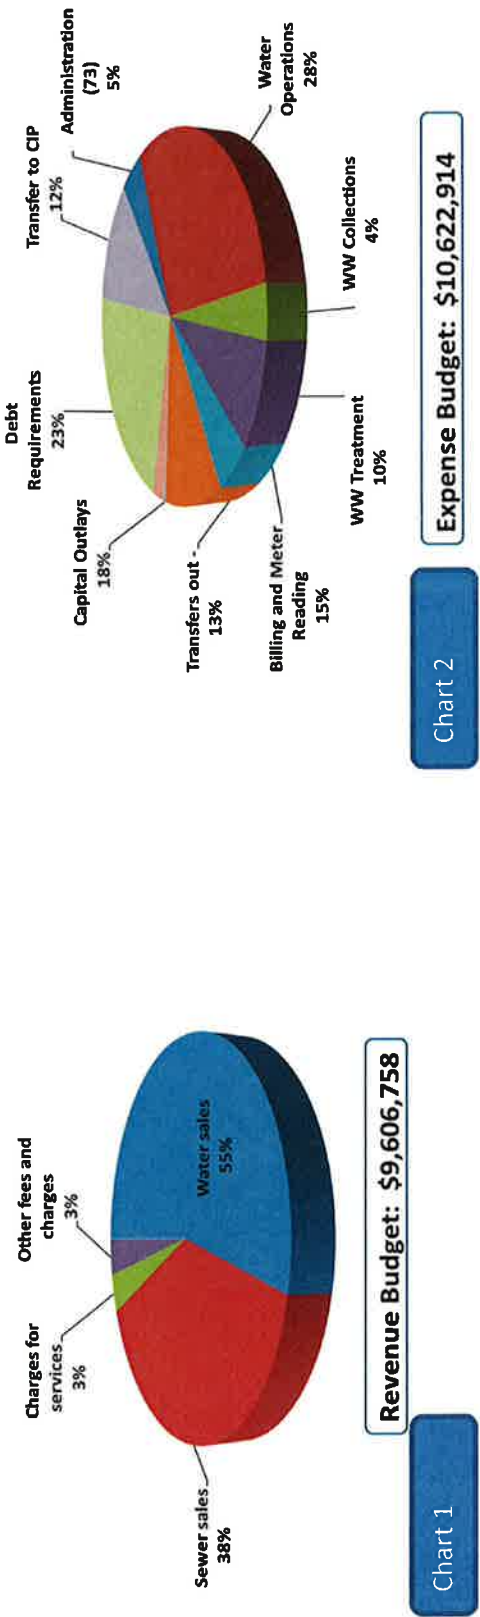 Other fees and
charges
3%
Charges for
services
3%
Water sales
55%
Sewer sales
38%
Revenue Budget:  $9,606,758
Chart 1
Administration
(73)
5%
Transfer to CIP
12%
Debt
Requirements
23%
Capital Outlays
18%
Transfers out -
13%
Billing and Meter
Reading
15%
WW Treatment
10%
WW Collections
4%
Water
Operations
28%
Expense Budget:  $10,622,914
Chart 2